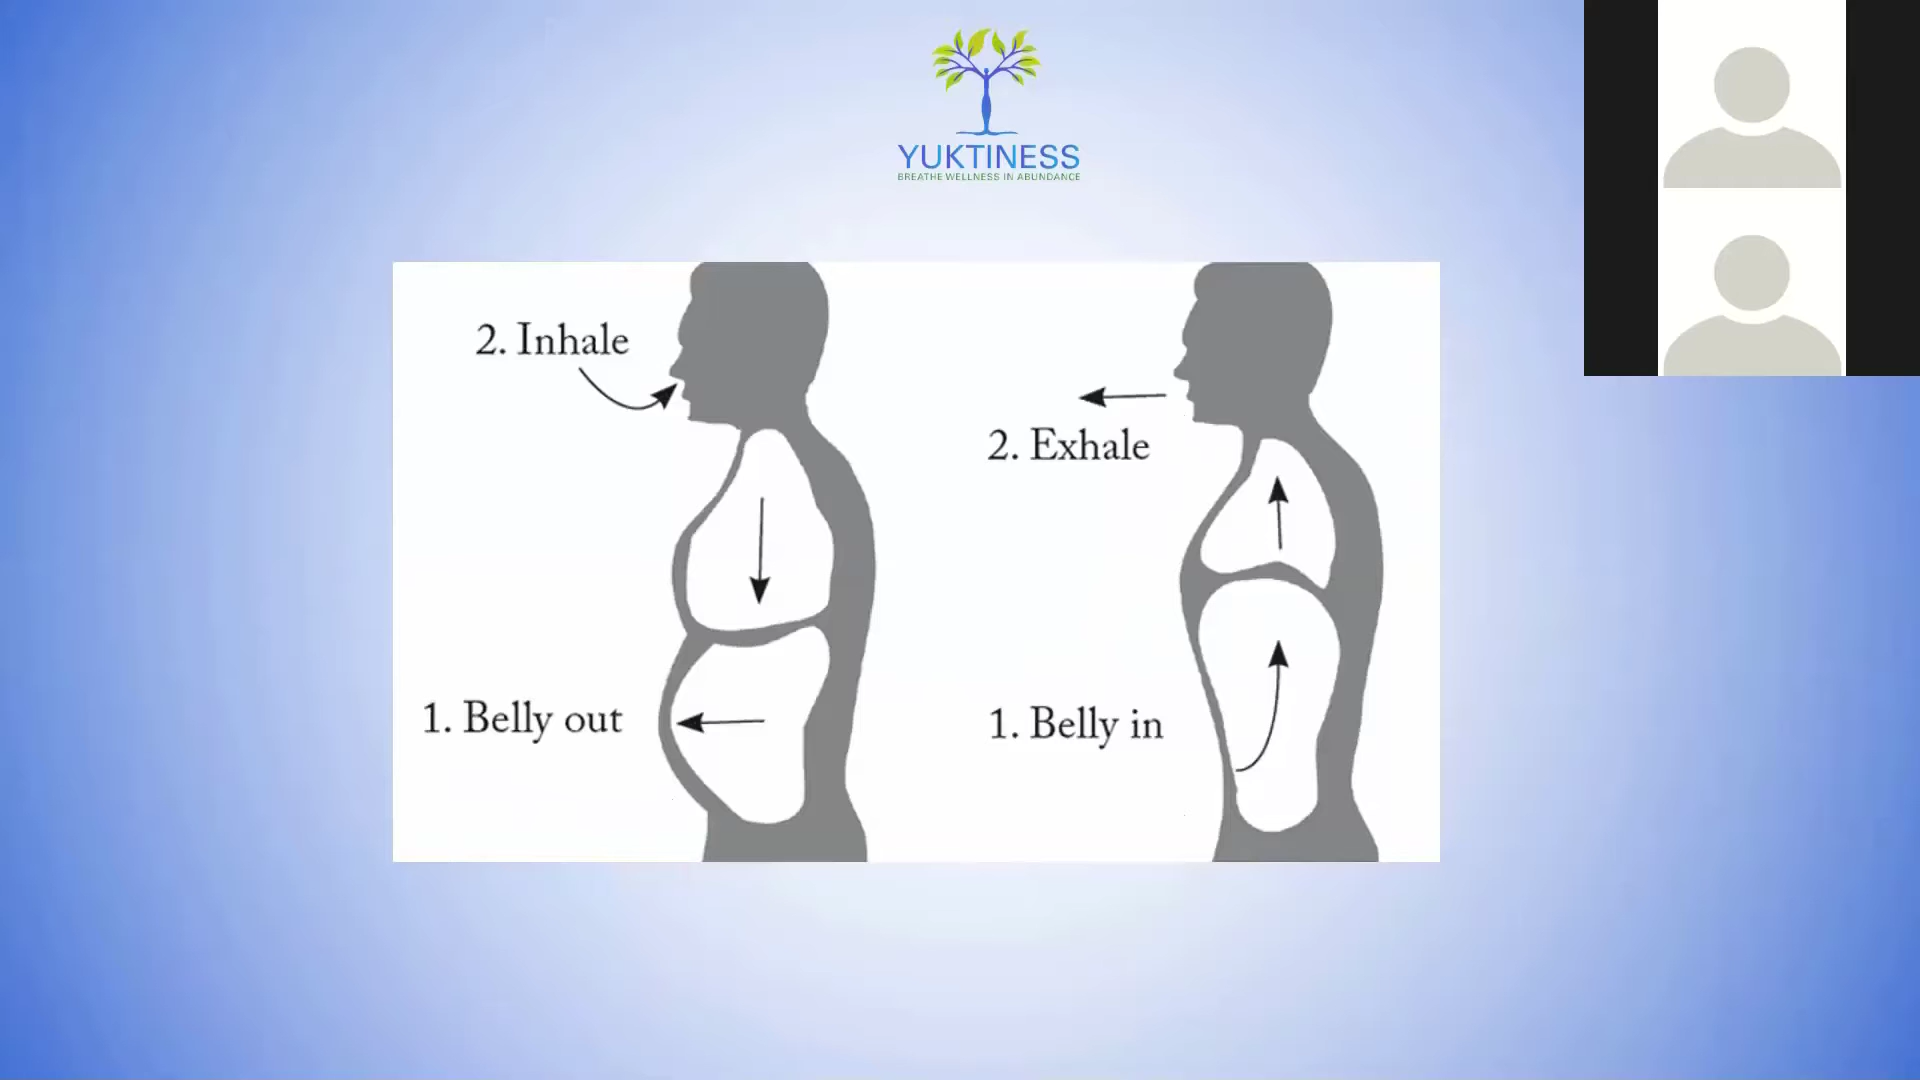 YUKTINESS
BREATHE WELLNESS IN ABUNDANCE
2. Inhale
1. Belly out
2. Exhale
1. Belly in